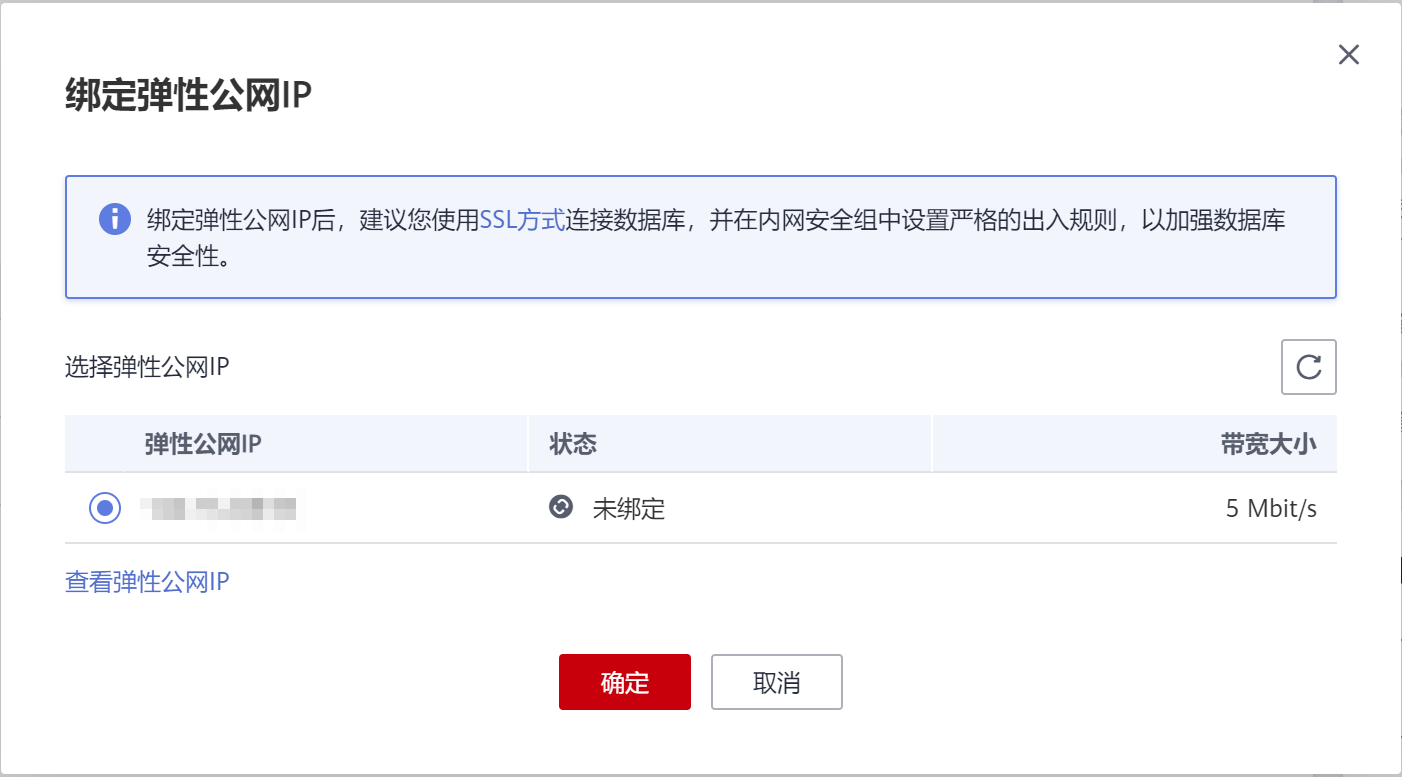 绑定弹性公网IP
绑定弹性公网IP后，建议您使用SSL方式连接数据库，并在内网安全组中设置严格的出入规则，以加强数据库
安全性。
选择弹性公网IP
弹性公网IP 状态 带宽大小
未绑定 5 Mbit/s
查看弹性公网IP
确定 取消